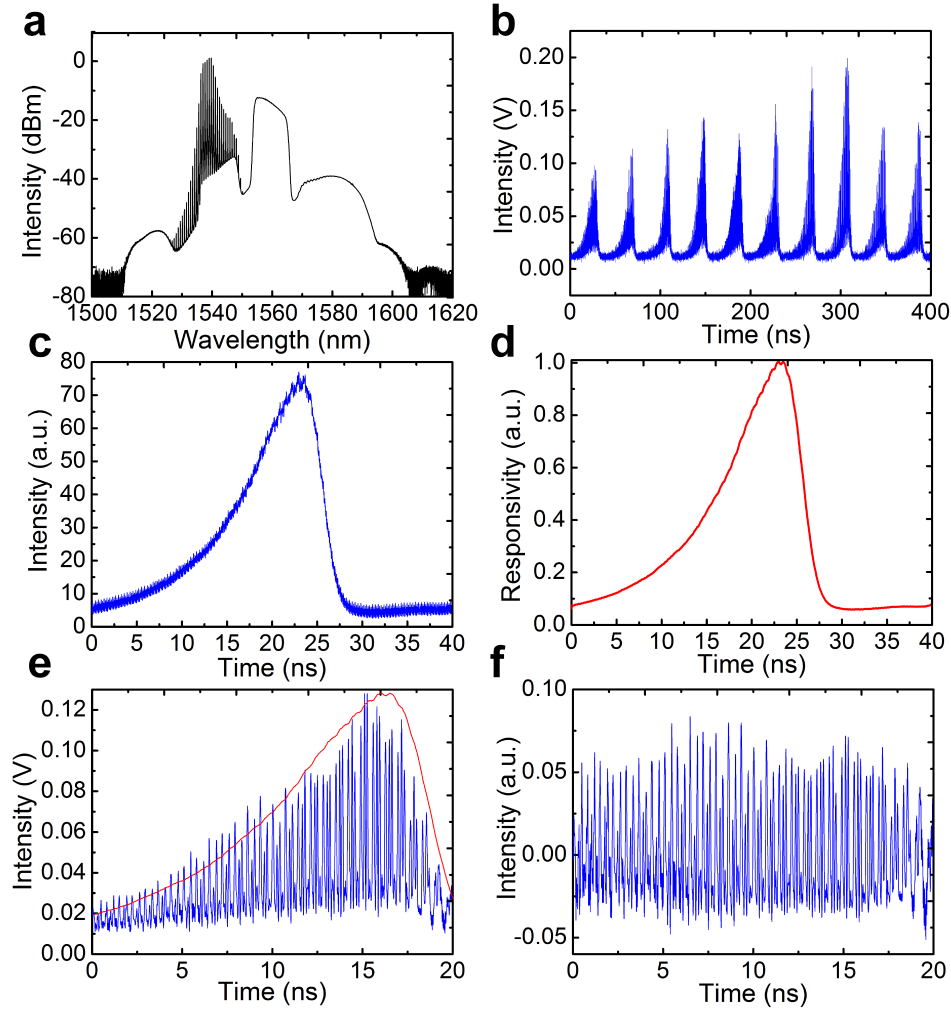 a
Intensity (dBm)
0
-20
-40
-60
-80
1500 1520 1540 1560 1580 1600 1620
Wavelength (nm)
b
Intensity (V)
0.20
0.15
0.10
0.05
0.00
0 100 200 300 400
Time (ns)
c
Intensity (a.u.)
80
70
60
50
40
30
20
10
0
0 5 10 15 20 25 30 35 40
Time (ns)
d
Responsivity (a.u.)
1.0
0.8
0.6
0.4
0.2
0.0
0 5 10 15 20 25 30 35 40
Time (ns)
e
Intensity (V)
0.12
0.10
0.08
0.06
0.04
0.02
0.00
0 5 10 15 20
Time (ns)
f
Intensity (a.u.)
0.10
0.05
0.00
-0.05
0 5 10 15 20
Time (ns)